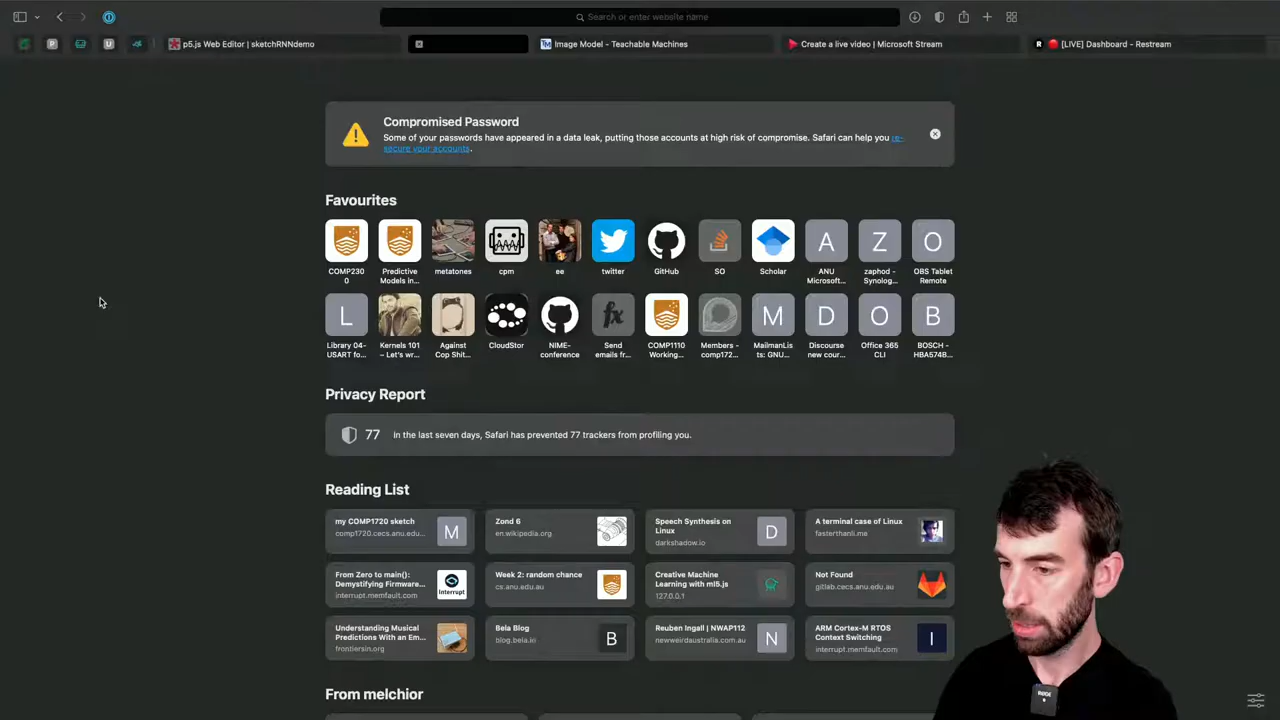 Search or enter website name
p5.js Web Editor | sketchRNNdemo
Image Model - Teachable Machines
Create a live video | Microsoft Stream
[LIVE] Dashboard - Restream
Compromised Password
Some of your passwords have appeared in a data leak, putting those accounts at high risk of compromise. Safari can help you re-
secure your accounts.
Favourites
A
Z
O
COMP230
0
Predictive
Models in...
metatones
cpm
ee
twitter
GitHub
SO
Scholar
ANU
Microsoft...
zaphod -
Synolog...
OBS Tablet
Remote
L
fx
M
D
O
B
Library 04-
USART fo...
Kernels 101
– Let's wr...
Against
Cop Shit...
CloudStor
NIME-
conference
Send
emails fr...
COMP1110
Working...
Members -
comp172...
MailmanLis
ts: GNU...
Discourse
new cour...
Office 365
CLI
BOSCH -
HBA574B...
Privacy Report
77
In the last seven days, Safari has prevented 77 trackers from profiling you.
Reading List
my COMP1720 sketch
comp1720.cecs.anu.edu...
M
Zond 6
en.wikipedia.org
Speech Synthesis on
Linux
darkshadow.io
D
A terminal case of Linux
fasterthanli.me
From Zero to main():
Demystifying Firmware...
interrupt.memfault.com
Interrupt
Week 2: random chance
cs.anu.edu.au
Creative Machine
Learning with ml5.js
127.0.0.1
Not Found
gitlab.cecs.anu.edu.au
Understanding Musical
Predictions With an Em...
frontiersin.org
Bela Blog
blog.bela.io
B
Reuben Ingall | NWAP112
newweirdaustralia.com.au
N
ARM Cortex-M RTOS
Context Switching
interrupt.memfault.com
I
From melchior
RODE